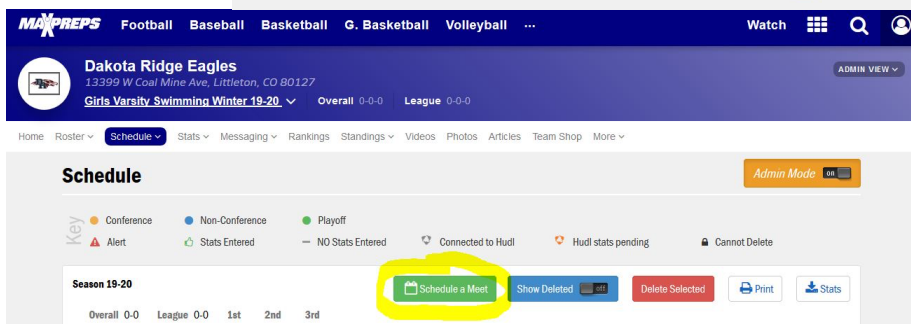 MAXPREPS Football Baseball Basketball G. Basketball Volleyball ... Watch
Dakota Ridge Eagles
13399 W Coal Mine Ave, Littleton, CO 80127
ADMIN VIEW
Girls Varsity Swimming Winter 19-20 Overall 0-0-0 League 0-0-0
Home Roster Schedule Stats Messaging Rankings Standings Videos Photos Articles Team Shop More
Schedule
Admin Mode on
Key
Conference Non-Conference Playoff
Alert Stats Entered NO Stats Entered Connected to Hudl Hudl stats pending Cannot Delete
Season 19-20
Schedule a Meet Show Deleted off Delete Selected Print Stats
Overall 0-0 League 0-0 1st 2nd 3rd